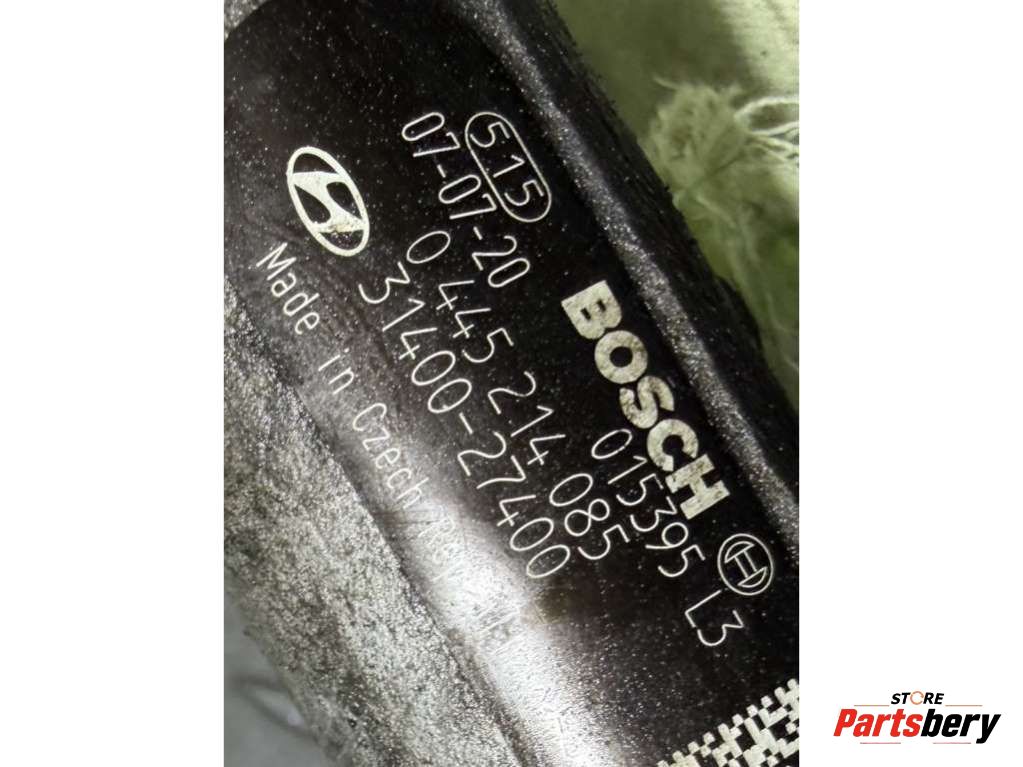 515
07-07-20
0 445 214 085
31400-27400
Made in Czech
BOSCH
015395 L3
STORE
Partsbery